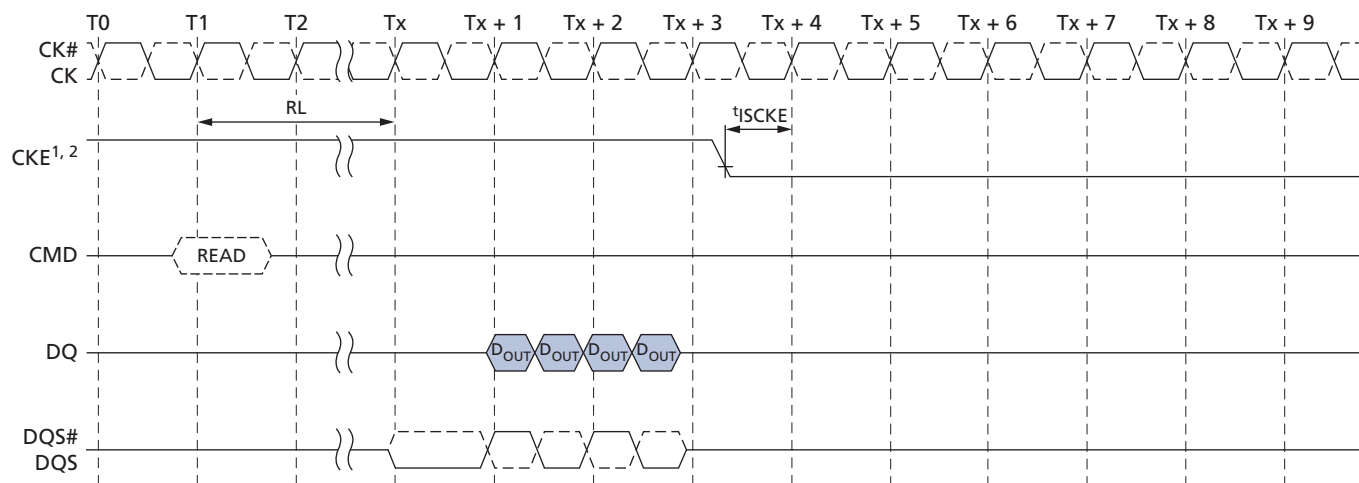 T0 T1 T2 Tx Tx + 1 Tx + 2 Tx + 3 Tx + 4 Tx + 5 Tx + 6 Tx + 7 Tx + 8 Tx + 9
CK#
CK
RL
tISCKE
CKE1, 2
CMD READ
DQ DOUT DOUT DOUT DOUT
DQS#
DQS